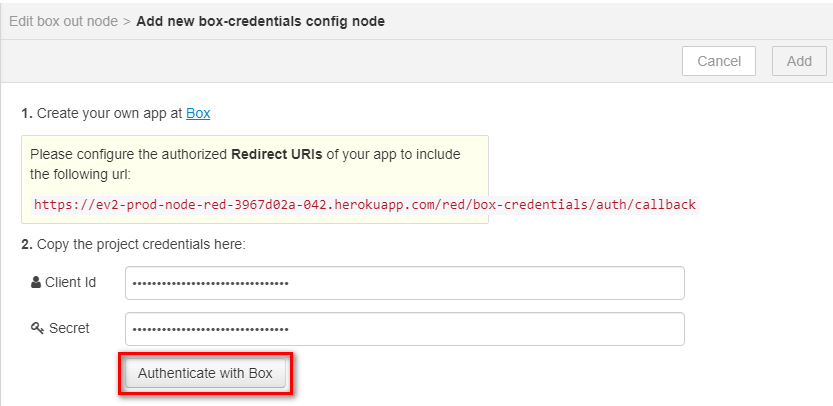 Edit box out node > Add new box-credentials config node
Cancel Add
1. Create your own app at Box
Please configure the authorized Redirect URIs of your app to include
the following url:
https://ev2-prod-node-red-3967d02a-042.herokuapp.com/red/box-credentials/auth/callback
2. Copy the project credentials here:
Client Id ••••••••••••••••••••••••••••••••
Secret ••••••••••••••••••••••••••••••••
Authenticate with Box